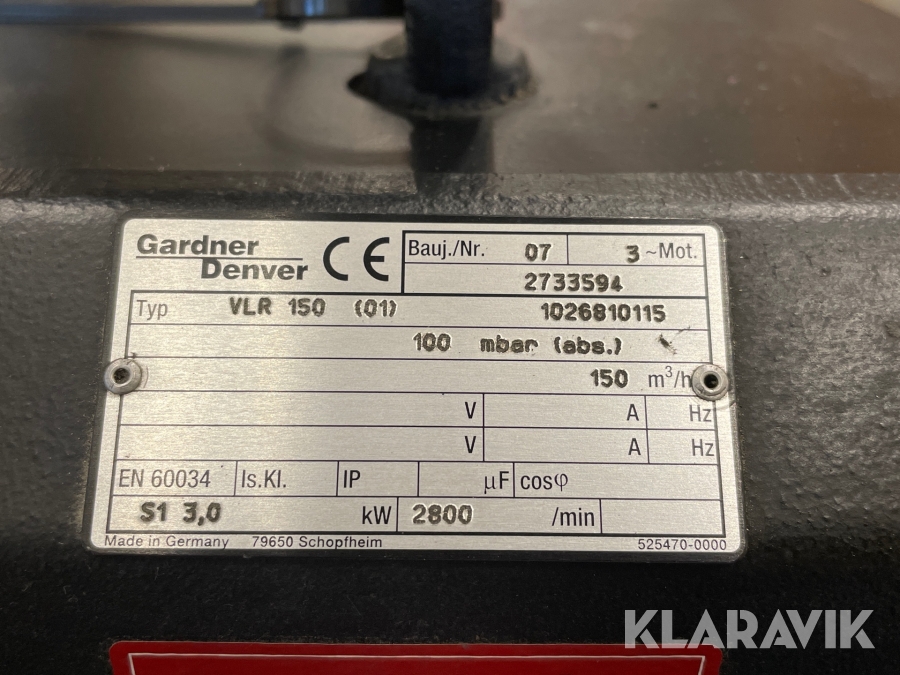 Gardner Denver CE Bauj./Nr. 07 3 ~Mot.
2733594
Typ VLR 150 (01) 1026810115
100 mbar (abs.)
150 m³/h
V A Hz
V A Hz
EN 60034 Is.Kl. IP µF cosφ
S1 3,0 kW 2800 /min
Made in Germany 79650 Schopfheim 525470-0000
KLARAVIK